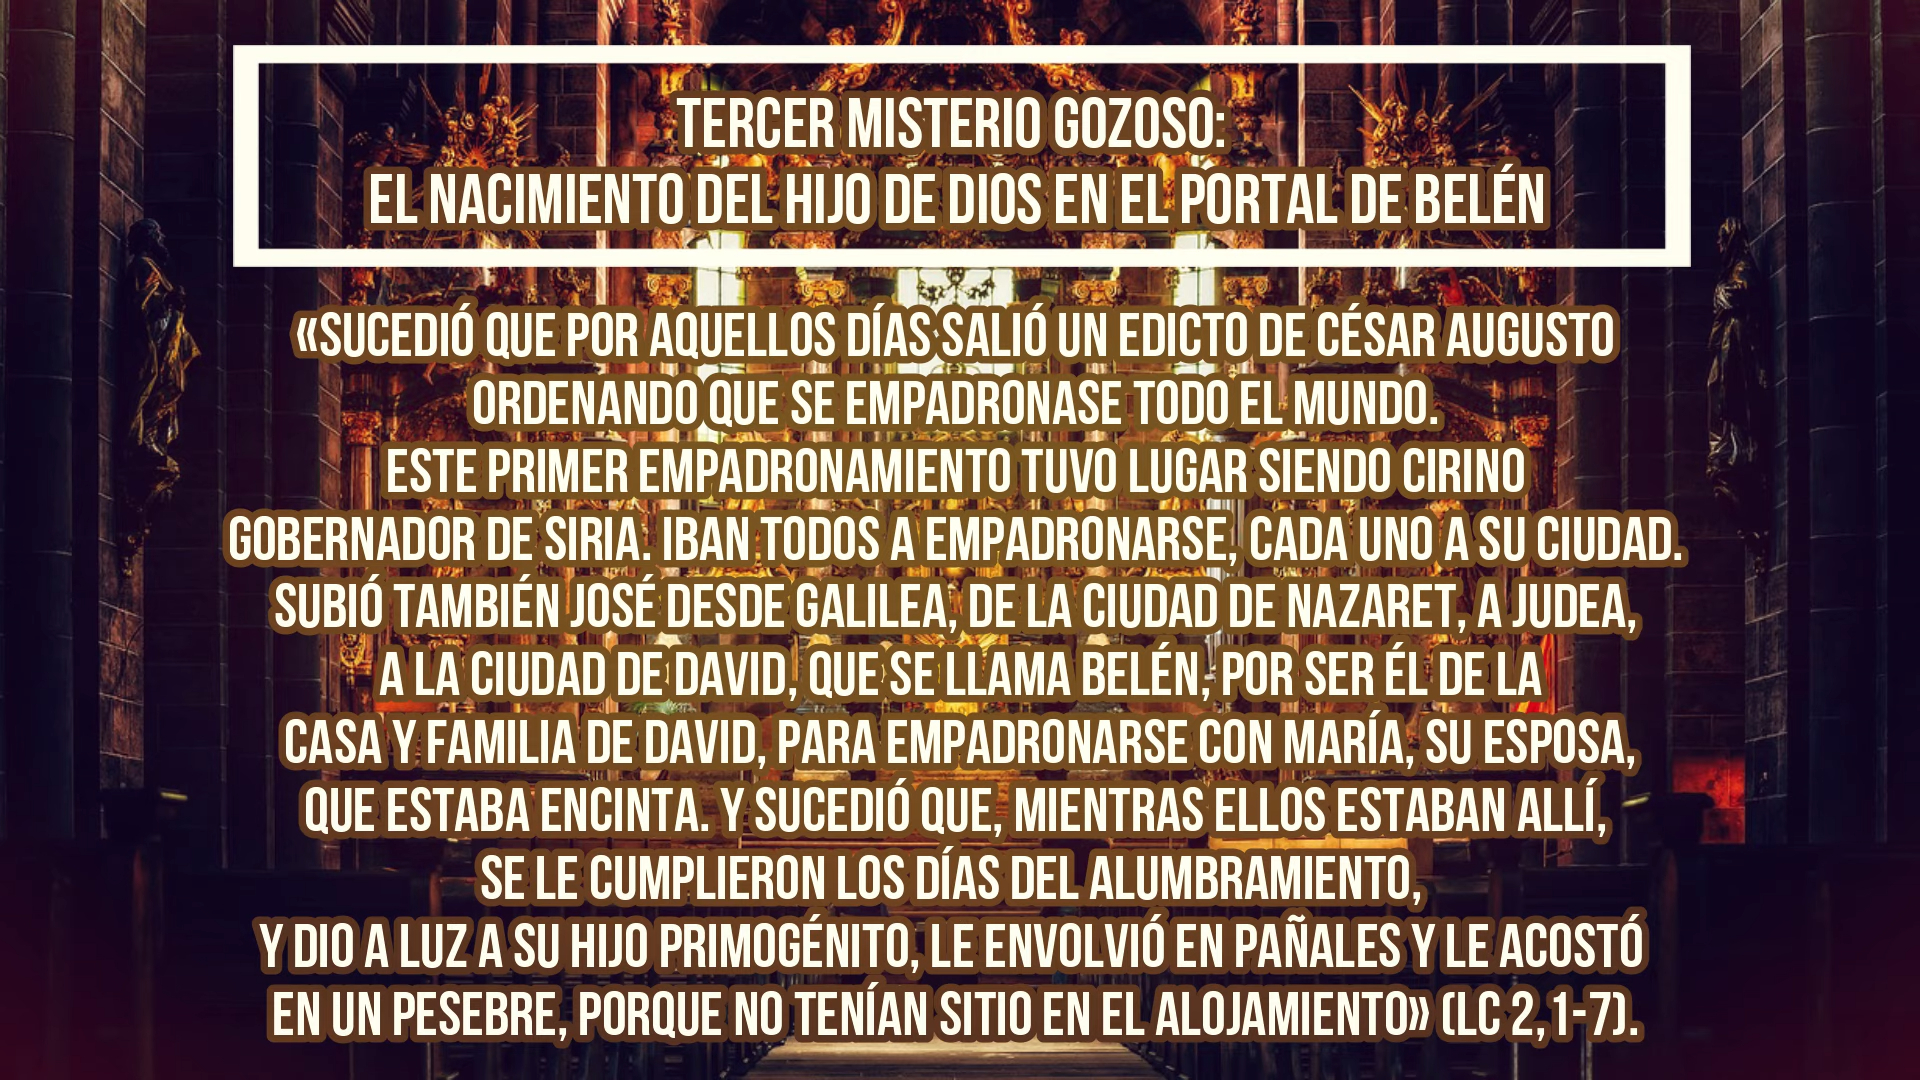 TERCER MISTERIO GOZOSO:
EL NACIMIENTO DEL HIJO DE DIOS EN EL PORTAL DE BELÉN
«SUCEDIÓ QUE POR AQUELLOS DÍAS SALIÓ UN EDICTO DE CÉSAR AUGUSTO
ORDENANDO QUE SE EMPADRONASE TODO EL MUNDO.
ESTE PRIMER EMPADRONAMIENTO TUVO LUGAR SIENDO CIRINO
GOBERNADOR DE SIRIA. IBAN TODOS A EMPADRONARSE, CADA UNO A SU CIUDAD.
SUBIÓ TAMBIÉN JOSÉ DESDE GALILEA, DE LA CIUDAD DE NAZARET, A JUDEA,
A LA CIUDAD DE DAVID, QUE SE LLAMA BELÉN, POR SER ÉL DE LA
CASA Y FAMILIA DE DAVID, PARA EMPADRONARSE CON MARÍA, SU ESPOSA,
QUE ESTABA ENCINTA. Y SUCEDIÓ QUE, MIENTRAS ELLOS ESTABAN ALLÍ,
SE LE CUMPLIERON LOS DÍAS DEL ALUMBRAMIENTO,
Y DIO A LUZ A SU HIJO PRIMOGÉNITO, LE ENVOLVIÓ EN PAÑALES Y LE ACOSTÓ
EN UN PESEBRE, PORQUE NO TENÍAN SITIO EN EL ALOJAMIENTO» (LC 2, 1-7).